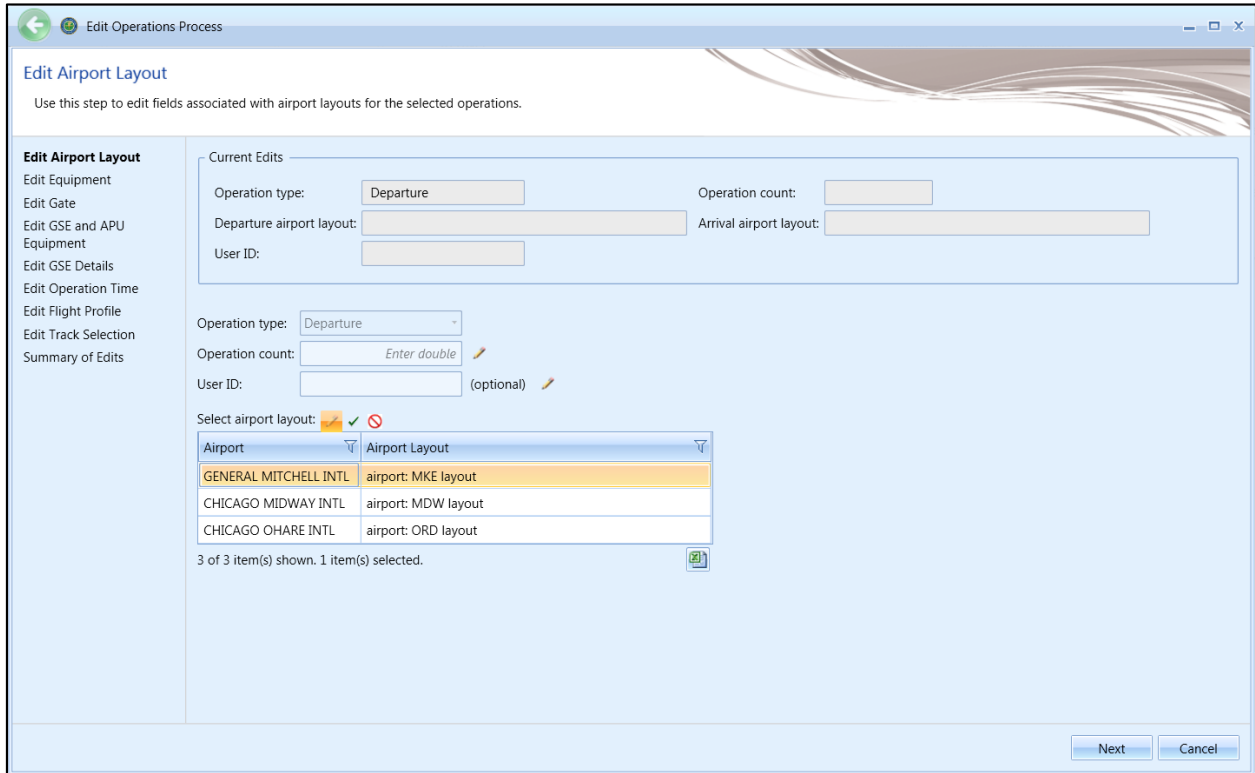 Edit Operations Process
Edit Airport Layout
Use this step to edit fields associated with airport layouts for the selected operations.
Edit Airport Layout
Edit Equipment
Edit Gate
Edit GSE and APU
Equipment
Edit GSE Details
Edit Operation Time
Edit Flight Profile
Edit Track Selection
Summary of Edits
Current Edits
Operation type: Departure Operation count:
Departure airport layout: Arrival airport layout:
User ID:
Operation type: Departure
Operation count: Enter double
User ID: (optional)
Select airport layout:
Airport Airport Layout
GENERAL MITCHELL INTL airport: MKE layout
CHICAGO MIDWAY INTL airport: MDW layout
CHICAGO OHARE INTL airport: ORD layout
3 of 3 item(s) shown. 1 item(s) selected.
Next Cancel